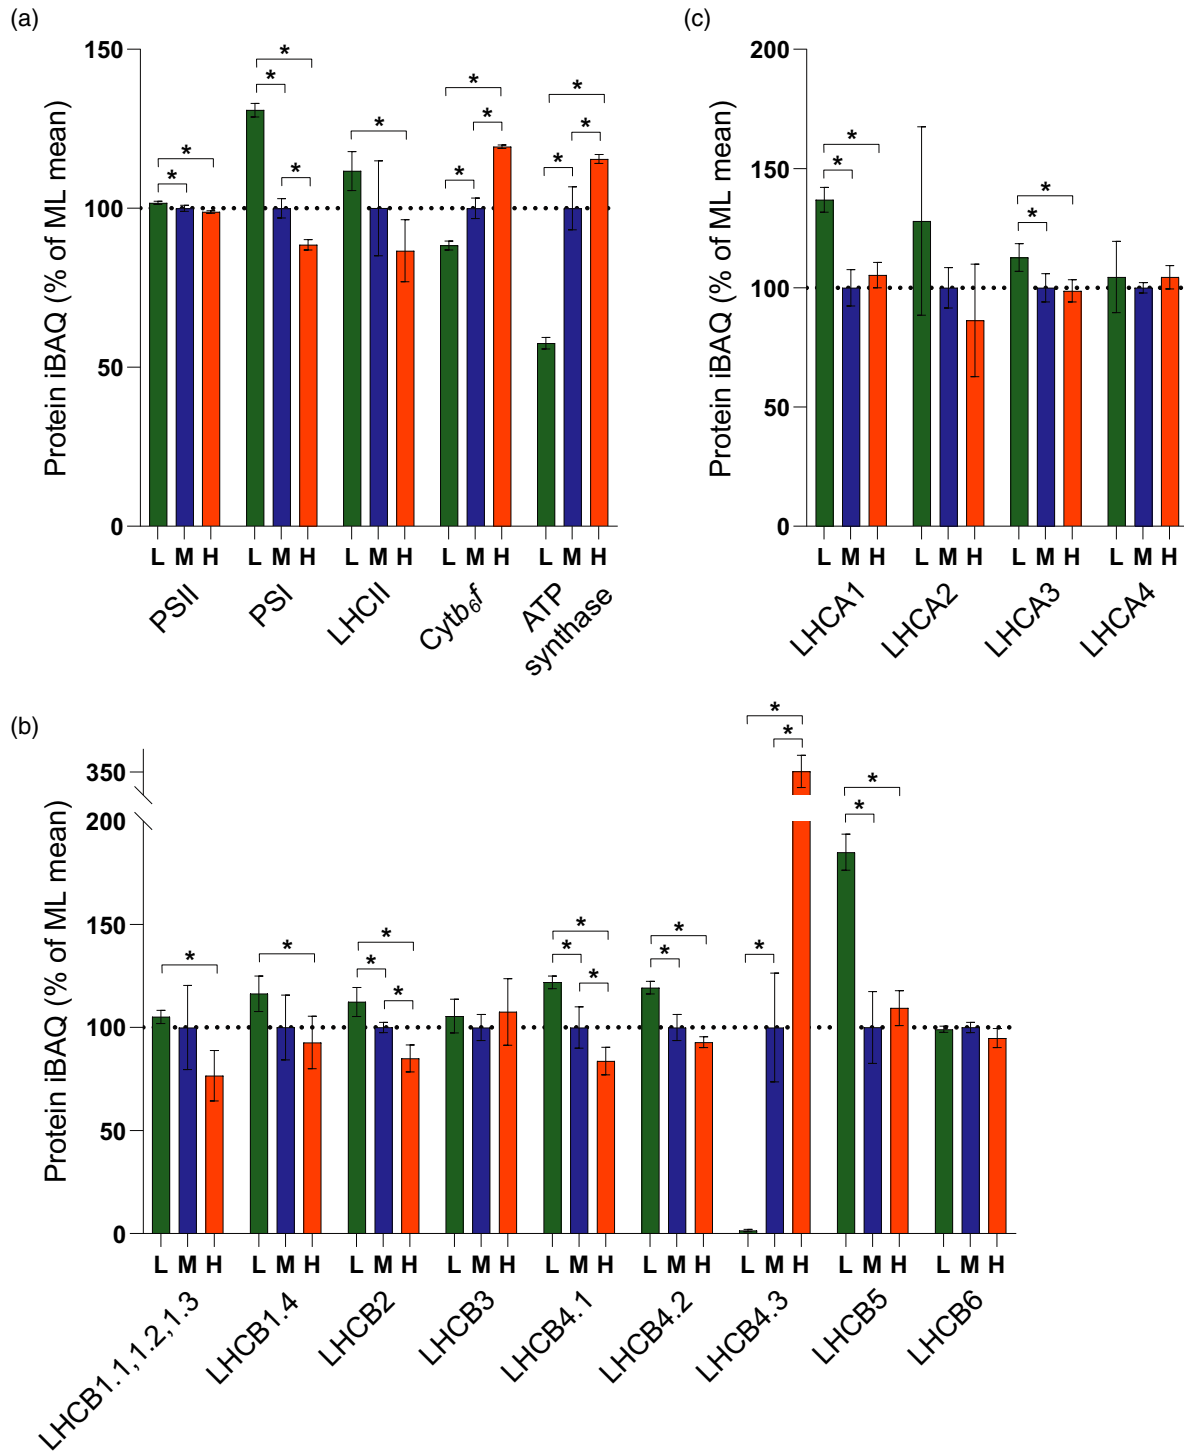 (a)
Protein iBAQ (% of ML mean)
150
100
50
0
* * * * * * * * * * * *
L M H L M H L M H L M H L M H
PSII PSI LHCII Cytb6f ATP
synthase
(c)
Protein iBAQ (% of ML mean)
200
150
100
50
0
* * * *
L M H L M H L M H L M H
LHCA1 LHCA2 LHCA3 LHCA4
(b)
Protein iBAQ (% of ML mean)
350
200
150
100
50
0
* * * * * * * * * * * * * * * *
- L M H L M H L M H L M H L M H L M H L M H L M H L M H
LHCB1.1,1.2,1.3 LHCB1.4 LHCB2 LHCB3 LHCB4.1 LHCB4.2 LHCB4.3 LHCB5 LHCB6